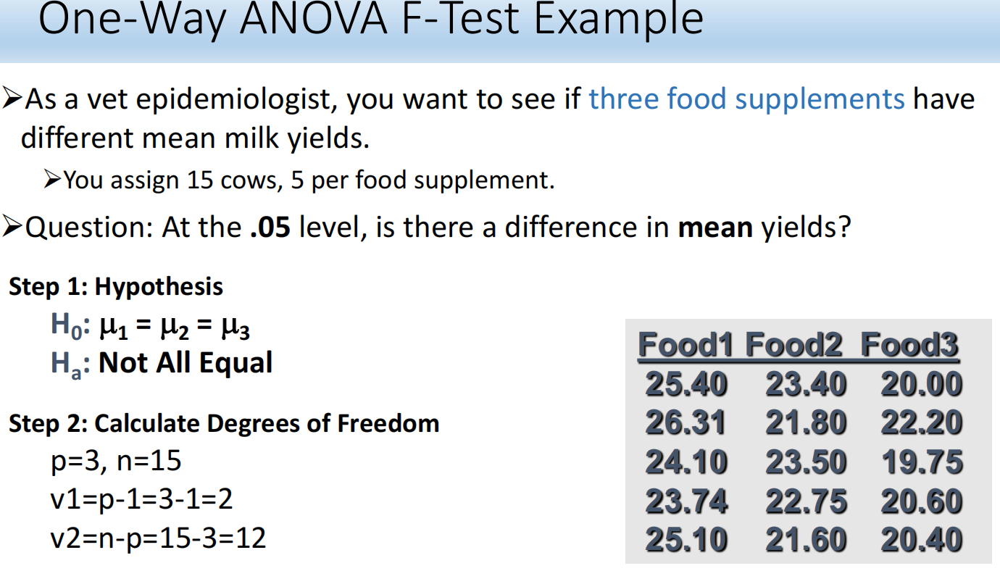 One-Way ANOVA F-Test Example
➢As a vet epidemiologist, you want to see if three food supplements have
different mean milk yields.
➢You assign 15 cows, 5 per food supplement.
➢Question: At the .05 level, is there a difference in mean yields?
Step 1: Hypothesis
H₀: μ₁ = μ₂ = μ₃
Hₐ: Not All Equal
Step 2: Calculate Degrees of Freedom
p=3, n=15
v1=p-1=3-1=2
v2=n-p=15-3=12
Food1 Food2 Food3
25.40 23.40 20.00
26.31 21.80 22.20
24.10 23.50 19.75
23.74 22.75 20.60
25.10 21.60 20.40